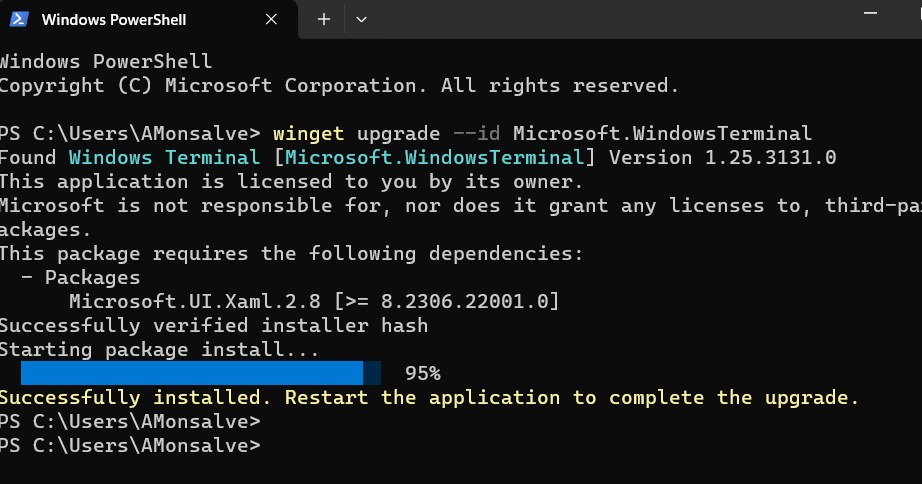 Windows PowerShell
Windows PowerShell
Copyright (C) Microsoft Corporation. All rights reserved.
PS C:\Users\AMonsalve> winget upgrade --id Microsoft.WindowsTerminal
Found Windows Terminal [Microsoft.WindowsTerminal] Version 1.25.3131.0
This application is licensed to you by its owner.
Microsoft is not responsible for, nor does it grant any licenses to, third-pa
ackages.
This package requires the following dependencies:
- Packages
Microsoft.UI.Xaml.2.8 [>= 8.2306.22001.0]
Successfully verified installer hash
Starting package install...
95%
Successfully installed. Restart the application to complete the upgrade.
PS C:\Users\AMonsalve>
PS C:\Users\AMonsalve>